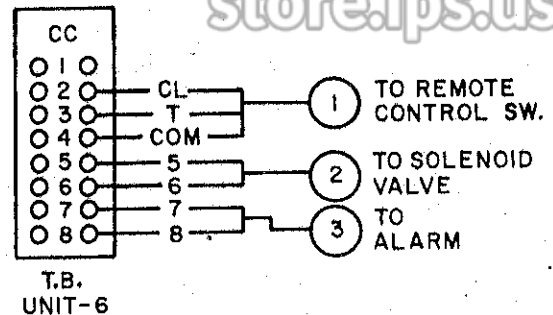 store.ips.us
CC
1
2 CL
3 T
4 COM
5 5
6 6
7 7
8 8
1 TO REMOTE
CONTROL SW.
2 TO SOLENOID
VALVE
3 TO
ALARM
T.B.
UNIT-6